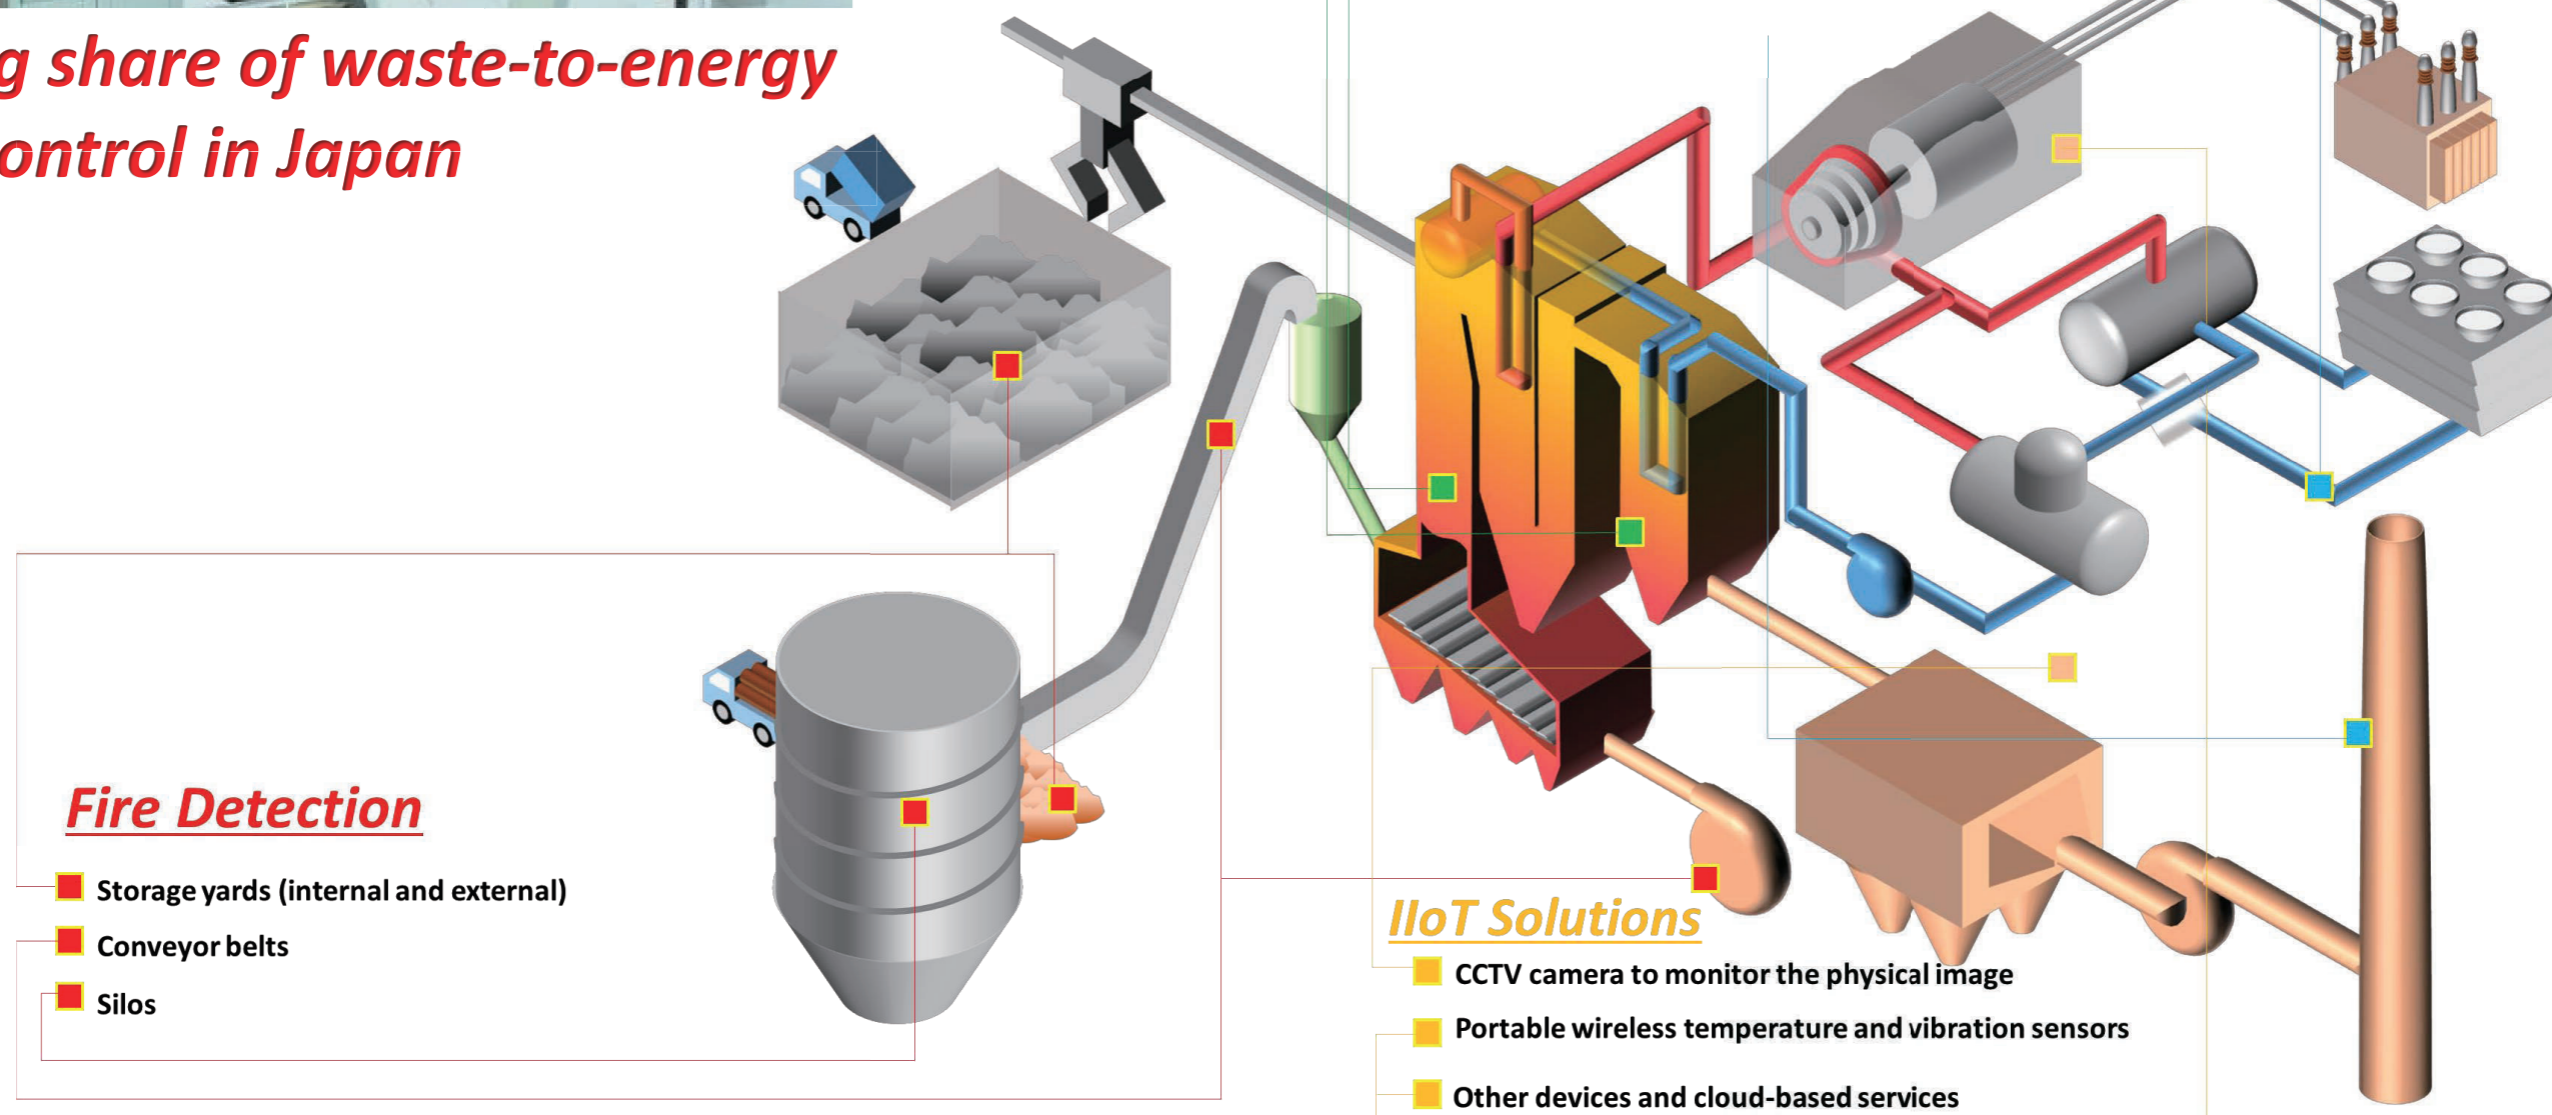 g share of waste-to-energy
ontrol in Japan
Fire Detection
Storage yards (internal and external)
Conveyor belts
Silos
IIoT Solutions
CCTV camera to monitor the physical image
Portable wireless temperature and vibration sensors
Other devices and cloud-based services